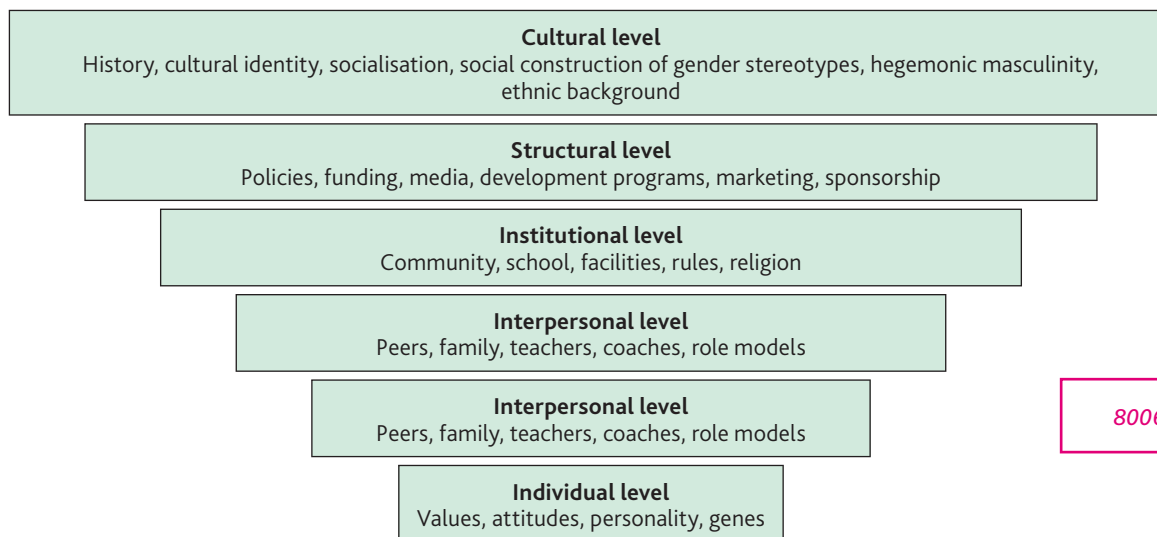 Cultural level
History, cultural identity, socialisation, social construction of gender stereotypes, hegemonic masculinity,
ethnic background
Structural level
Policies, funding, media, development programs, marketing, sponsorship
Institutional level
Community, school, facilities, rules, religion
Interpersonal level
Peers, family, teachers, coaches, role models
Interpersonal level
Peers, family, teachers, coaches, role models
8006
Individual level
Values, attitudes, personality, genes